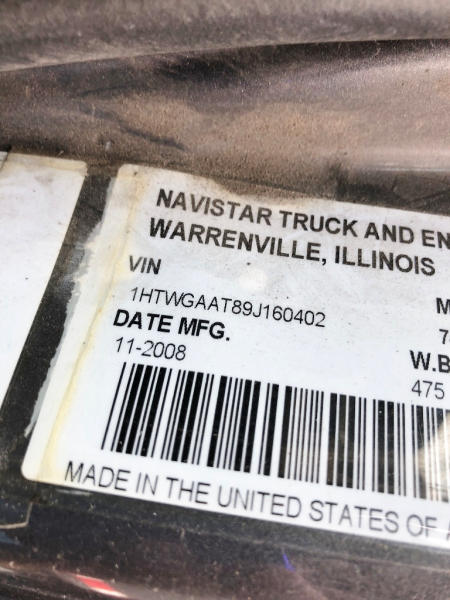 NAVISTAR TRUCK AND EN
WARRENVILLE, ILLINOIS
VIN
1HTWGAAT89J160402
M
DATE MFG.
7
11-2008
W.B
475
MADE IN THE UNITED STATES OF A